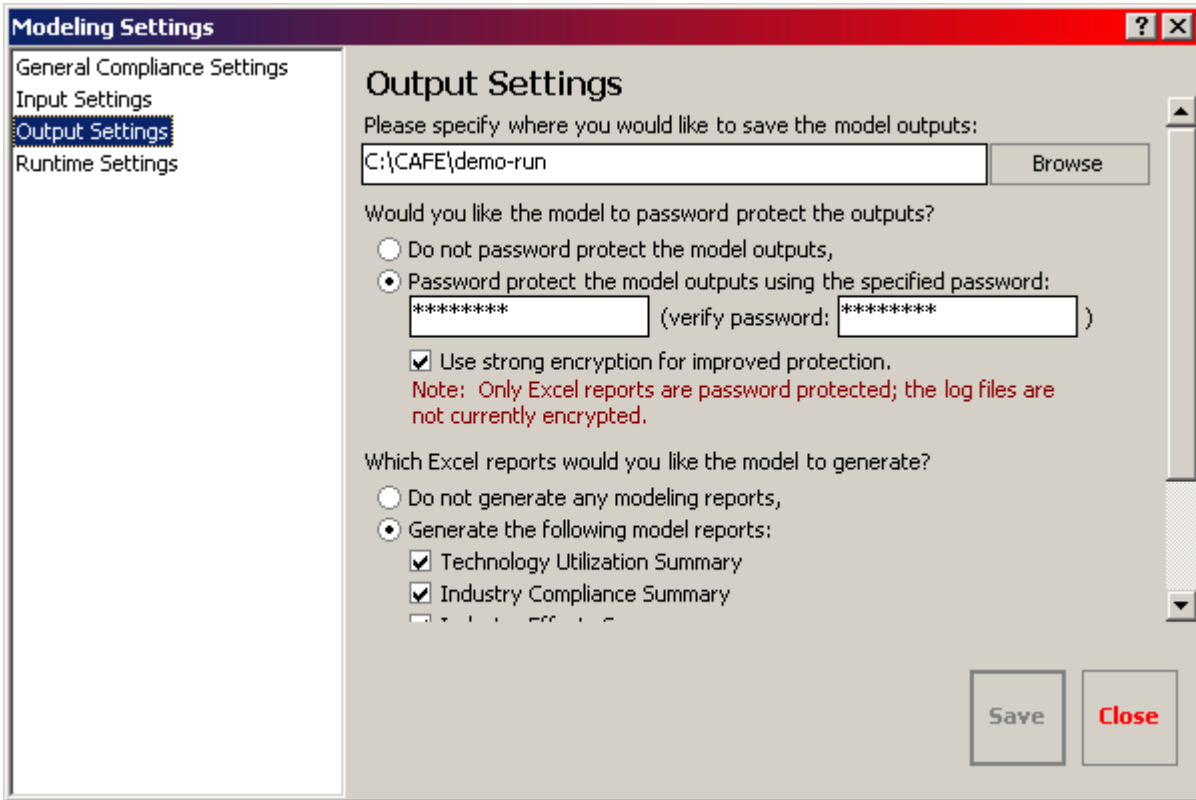 Modeling Settings
General Compliance Settings
Input Settings
Output Settings
Runtime Settings
Output Settings
Please specify where you would like to save the model outputs:
C:\CAFE\demo-run
Browse
Would you like the model to password protect the outputs?
Do not password protect the model outputs,
Password protect the model outputs using the specified password:
******** (verify password: ******** )
Use strong encryption for improved protection.
Note: Only Excel reports are password protected; the log files are
not currently encrypted.
Which Excel reports would you like the model to generate?
Do not generate any modeling reports,
Generate the following model reports:
Technology Utilization Summary
Industry Compliance Summary
Save
Close